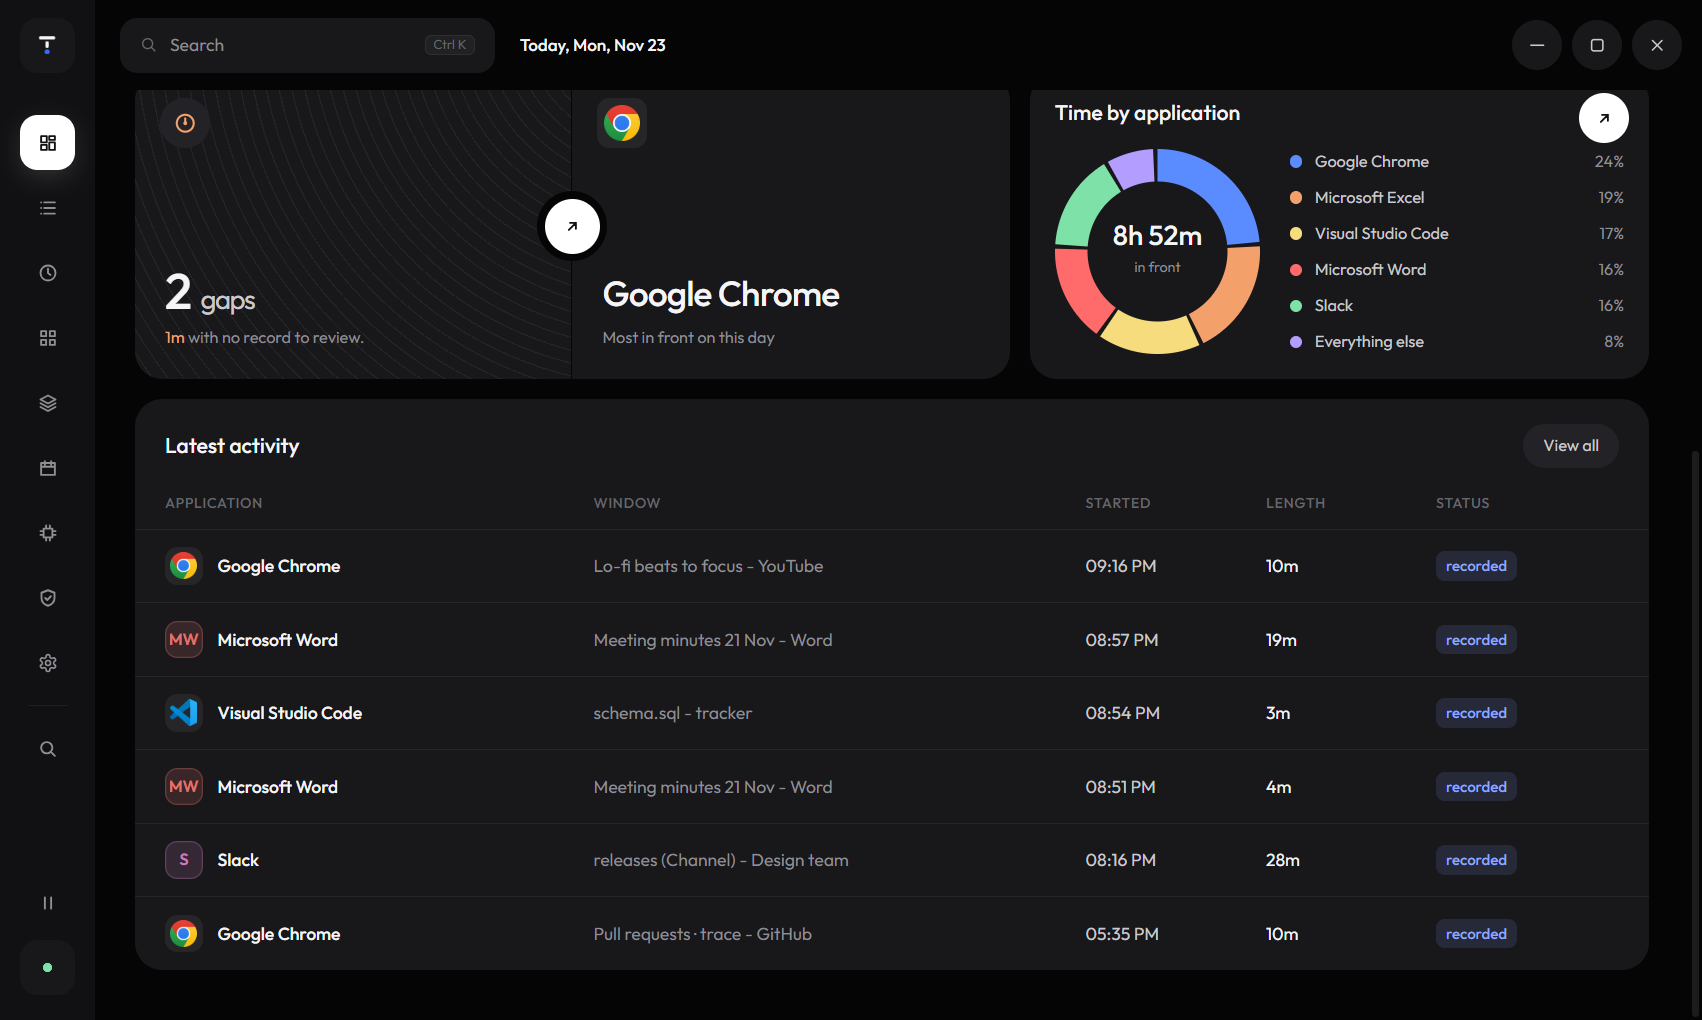 Search
Ctrl K
Today, Mon, Nov 23
2 gaps
1m with no record to review.
Google Chrome
Most in front on this day
Time by application
8h 52m
in front
Google Chrome 24%
Microsoft Excel 19%
Visual Studio Code 17%
Microsoft Word 16%
Slack 16%
Everything else 8%
Latest activity
View all
APPLICATION WINDOW STARTED LENGTH STATUS
Google Chrome Lo-fi beats to focus - YouTube 09:16 PM 10m recorded
MW Microsoft Word Meeting minutes 21 Nov - Word 08:57 PM 19m recorded
Visual Studio Code schema.sql - tracker 08:54 PM 3m recorded
MW Microsoft Word Meeting minutes 21 Nov - Word 08:51 PM 4m recorded
S Slack releases (Channel) - Design team 08:16 PM 28m recorded
Google Chrome Pull requests · trace - GitHub 05:35 PM 10m recorded